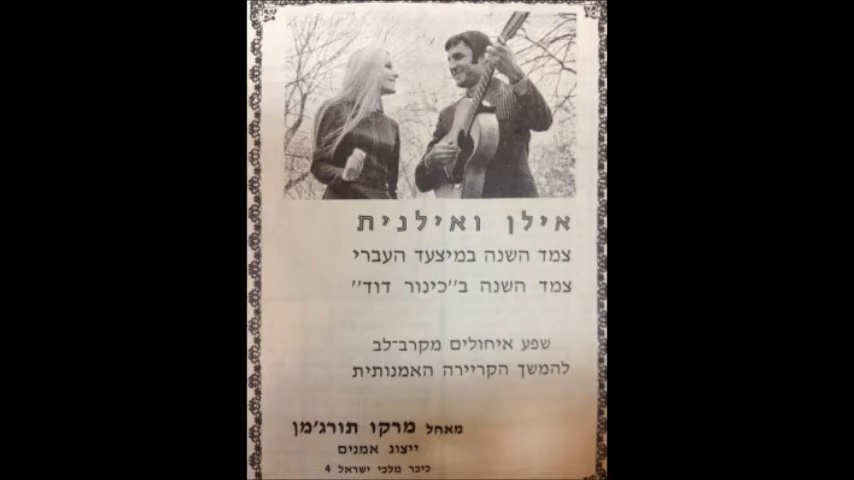 אילן ואילנית
צמד השנה במיצעד העברי
צמד השנה ב"כינור דוד"
שפע איחולים מקרב-לב
להמשך הקריירה האמנותית
מאחל מרקו תורג'מן
ייצוג אמנים
כיכר מלכי ישראל 4